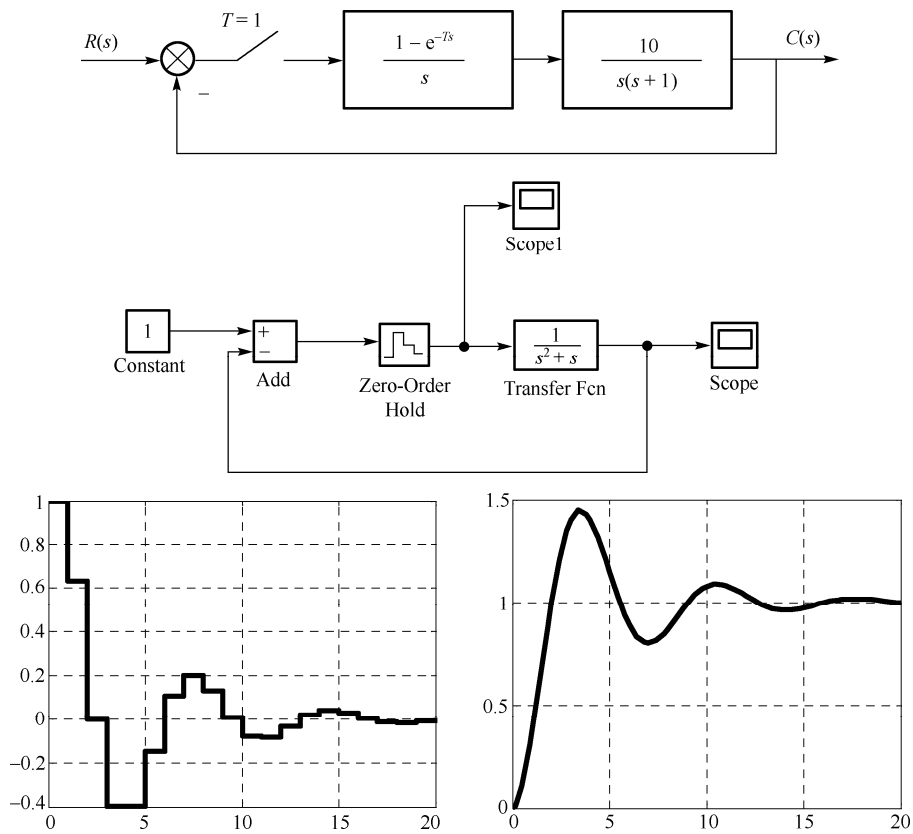 T = 1
R(s)
1 – e^{–Ts}
s
10
s(s + 1)
C(s)
–
Scope1
1
Constant
+
–
Add
Zero-Order
Hold
1
s² + s
Transfer Fcn
Scope
1
0.8
0.6
0.4
0.2
0
–0.2
–0.4
0 5 10 15 20
1.5
1
0.5
0
0 5 10 15 20